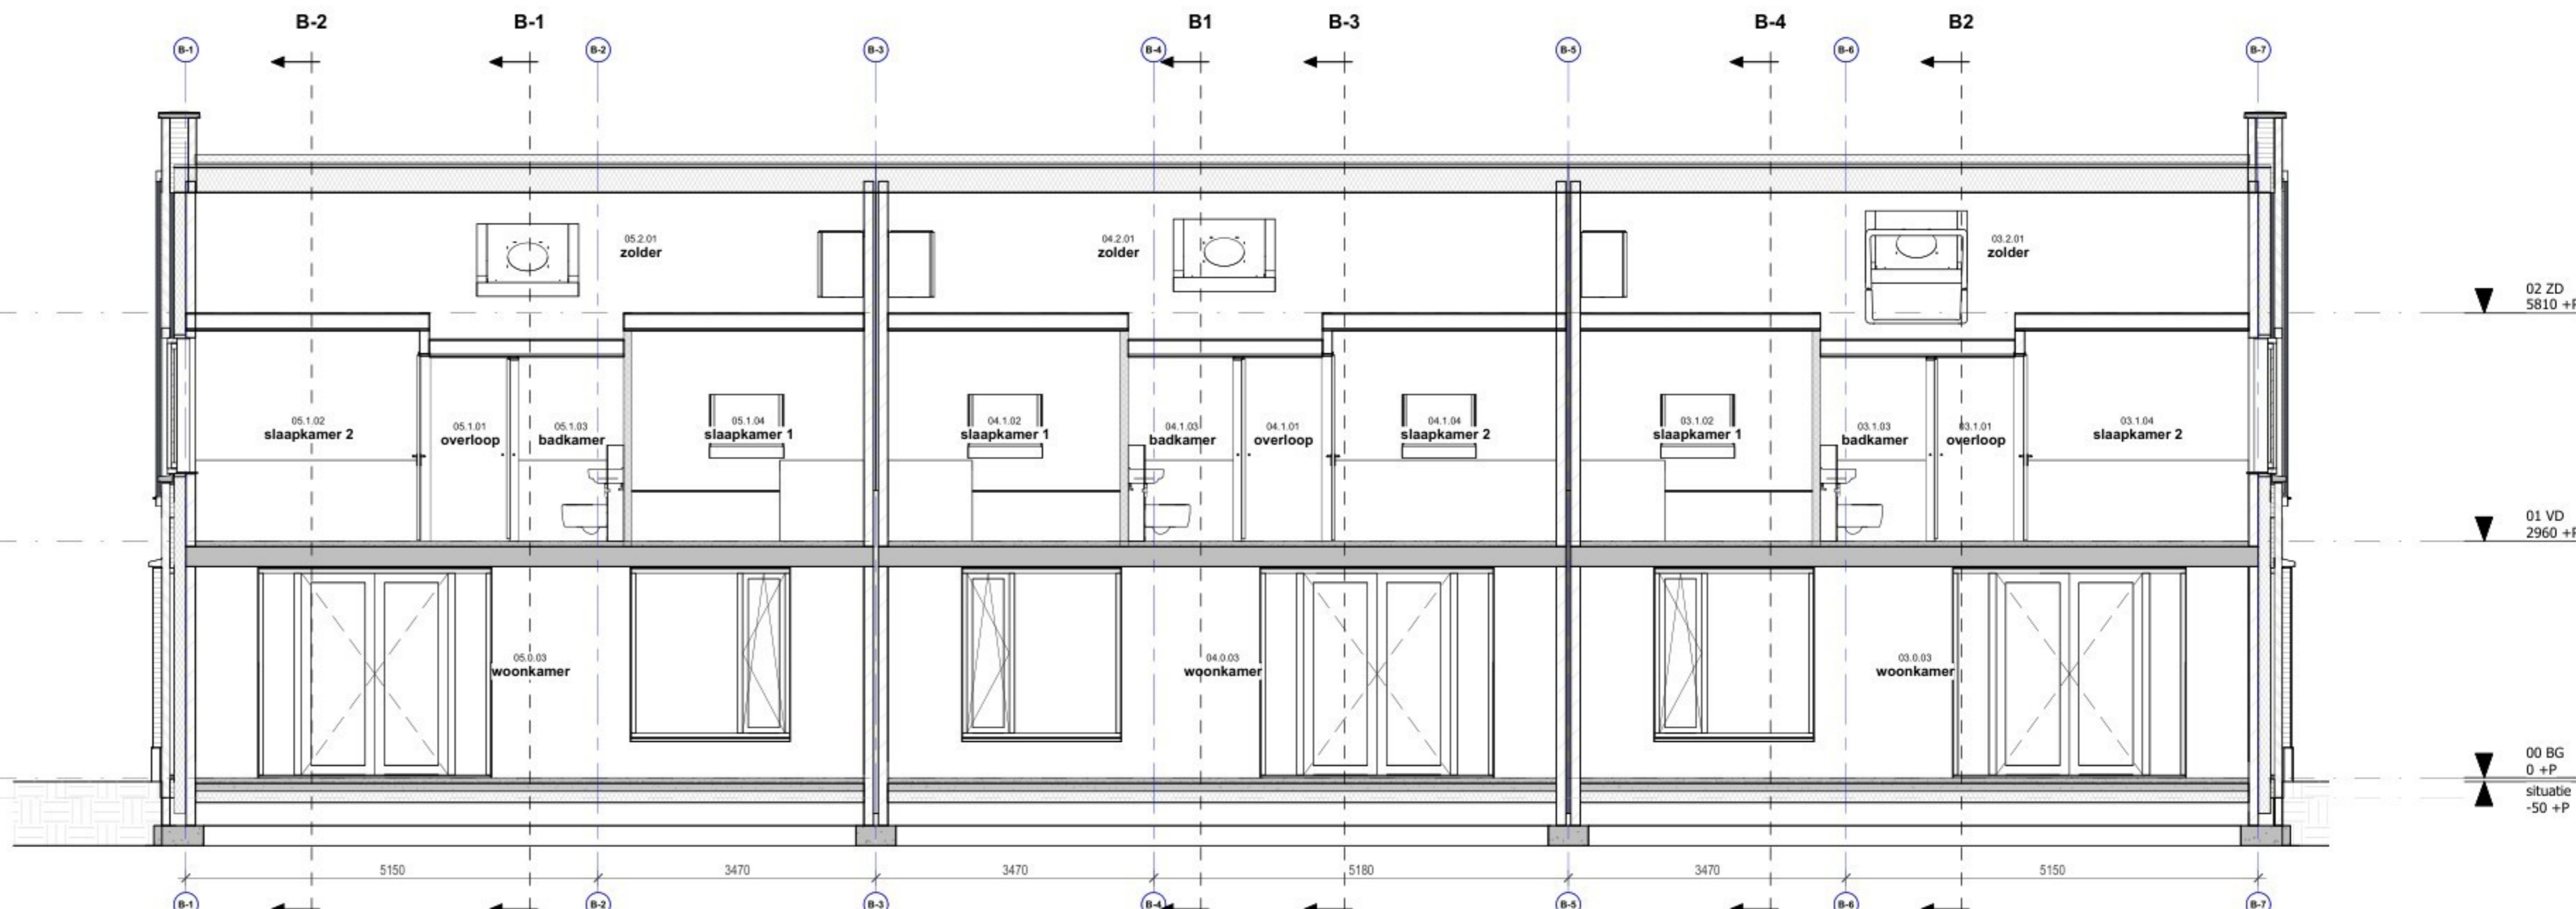 B-2
B-1
B1
B-3
B-4
B2
B-1
B-2
B-3
B-4
B-5
B-6
B-7
05.2.01
zolder
04.2.01
zolder
03.2.01
zolder
02 ZD
5810 +P
05.1.02
slaapkamer 2
05.1.01
overloop
05.1.03
badkamer
05.1.04
slaapkamer 1
04.1.02
slaapkamer 1
04.1.03
badkamer
04.1.01
overloop
04.1.04
slaapkamer 2
03.1.02
slaapkamer 1
03.1.03
badkamer
03.1.01
overloop
03.1.04
slaapkamer 2
01 VD
2960 +P
05.0.03
woonkamer
04.0.03
woonkamer
03.0.03
woonkamer
00 BG
0 +P
situatie
-50 +P
5150
3470
3470
5180
3470
5150
B-1
B-2
B-3
B-4
B-5
B-6
B-7